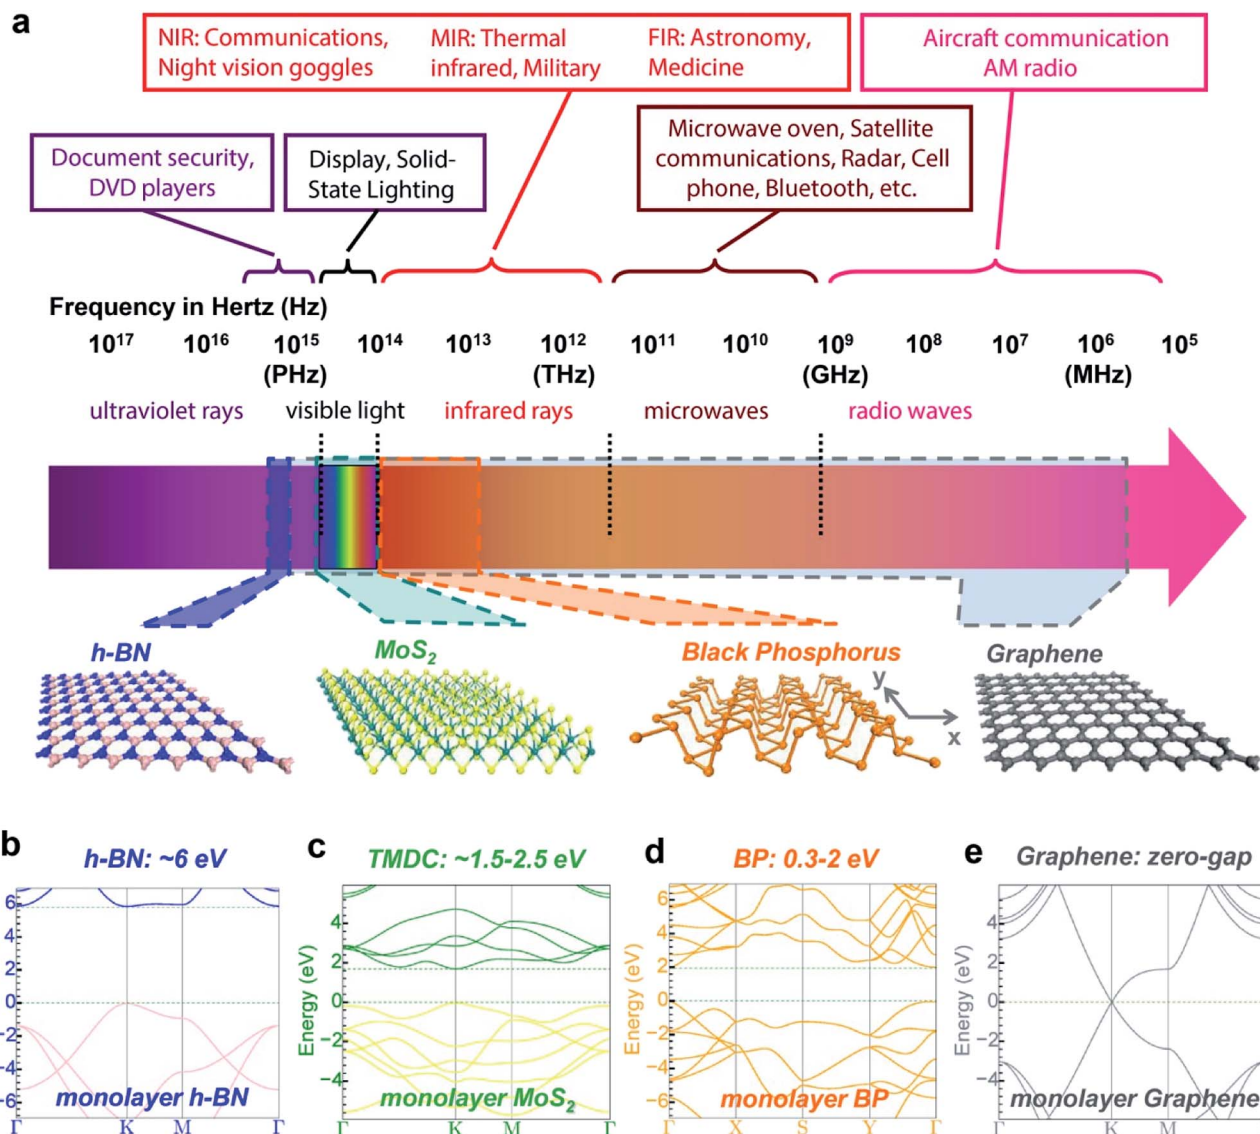 a
NIR: Communications,
Night vision goggles
MIR: Thermal
infrared, Military
FIR: Astronomy,
Medicine
Aircraft communication
AM radio
Document security,
DVD players
Display, Solid-
State Lighting
Microwave oven, Satellite
communications, Radar, Cell
phone, Bluetooth, etc.
Frequency in Hertz (Hz)
10¹⁷ 10¹⁶ 10¹⁵ 10¹⁴ 10¹³ 10¹² 10¹¹ 10¹⁰ 10⁹ 10⁸ 10⁷ 10⁶ 10⁵
(PHz) (THz) (GHz) (MHz)
ultraviolet rays visible light infrared rays microwaves radio waves
h-BN
MoS₂
Black Phosphorus
Graphene
y
x
b
h-BN: ~6 eV
6
4
2
0
-2
-4
-6
monolayer h-BN
Γ K M Γ
c
TMDC: ~1.5-2.5 eV
Energy (eV)
4
2
0
−2
−4
monolayer MoS₂
Γ K M Γ
d
BP: 0.3-2 eV
Energy (eV)
6
4
2
0
−2
−4
−6
monolayer BP
Γ X S Y Γ
e
Graphene: zero-gap
Energy (eV)
4
2
0
−2
−4
monolayer Graphene
Γ K M